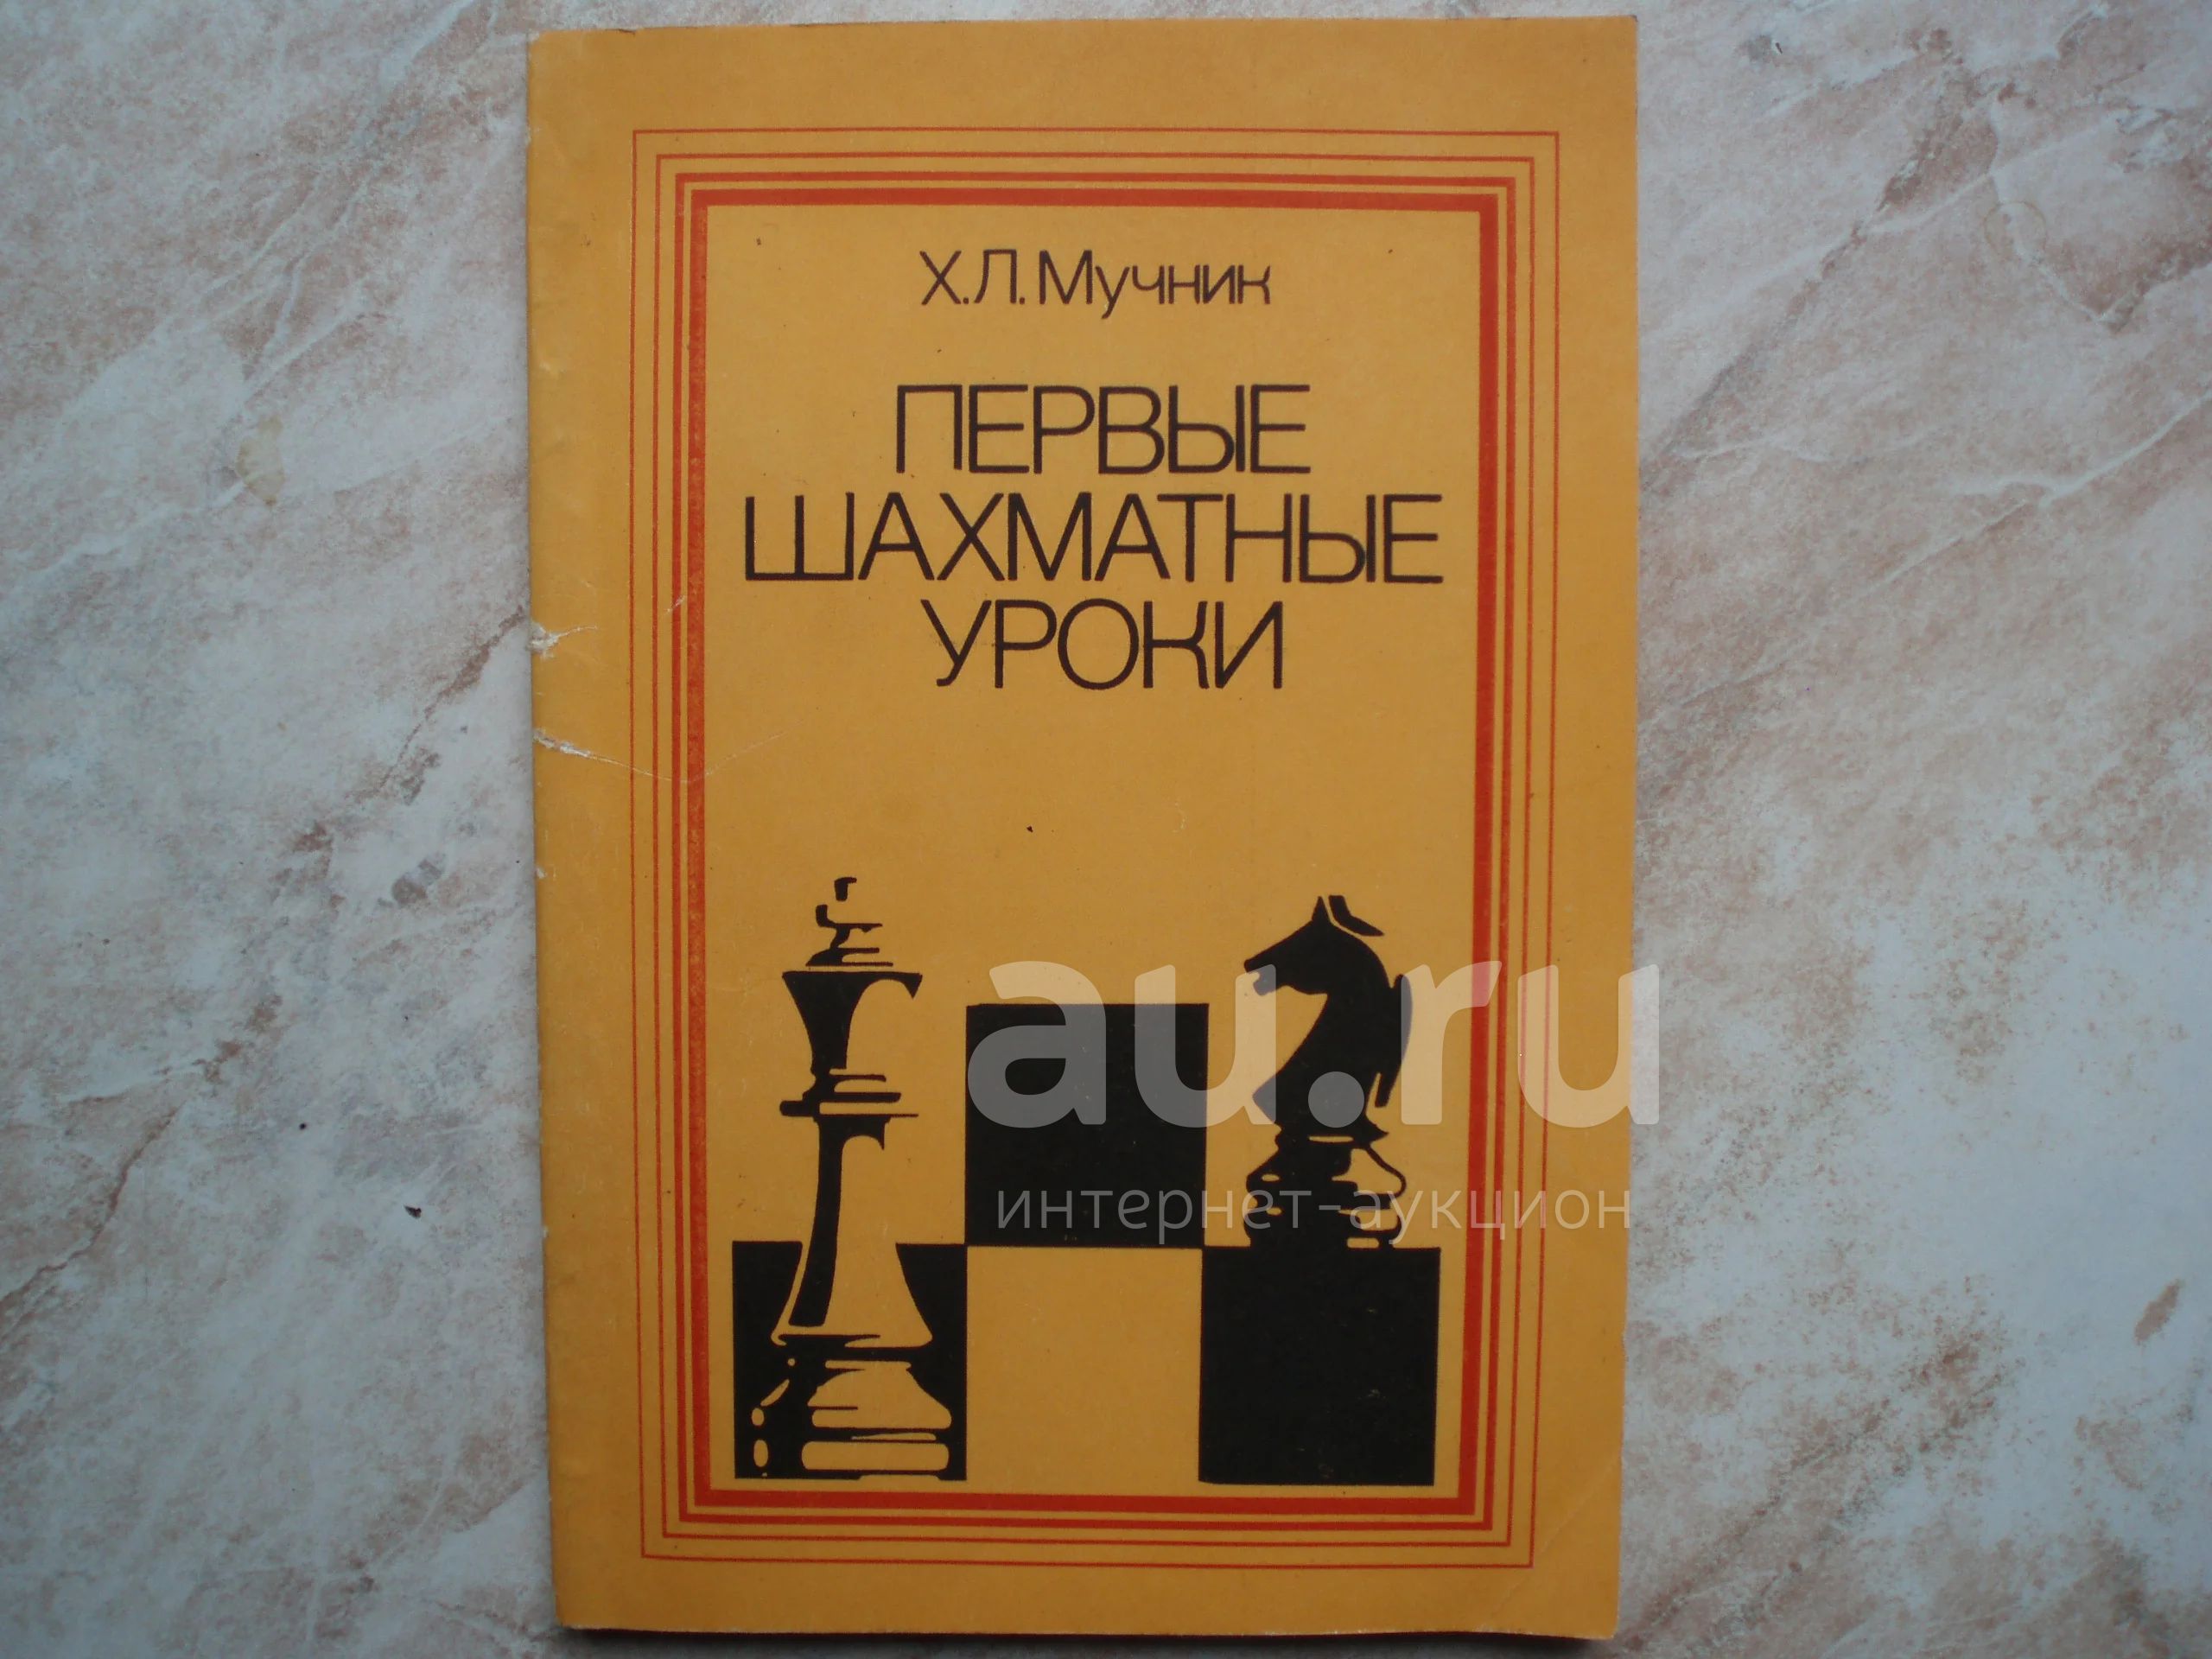 Х.Л.Мучник
ПЕРВЫЕ
ШАХМАТНЫЕ
УРОКИ
au.ru
интернет-аукцион